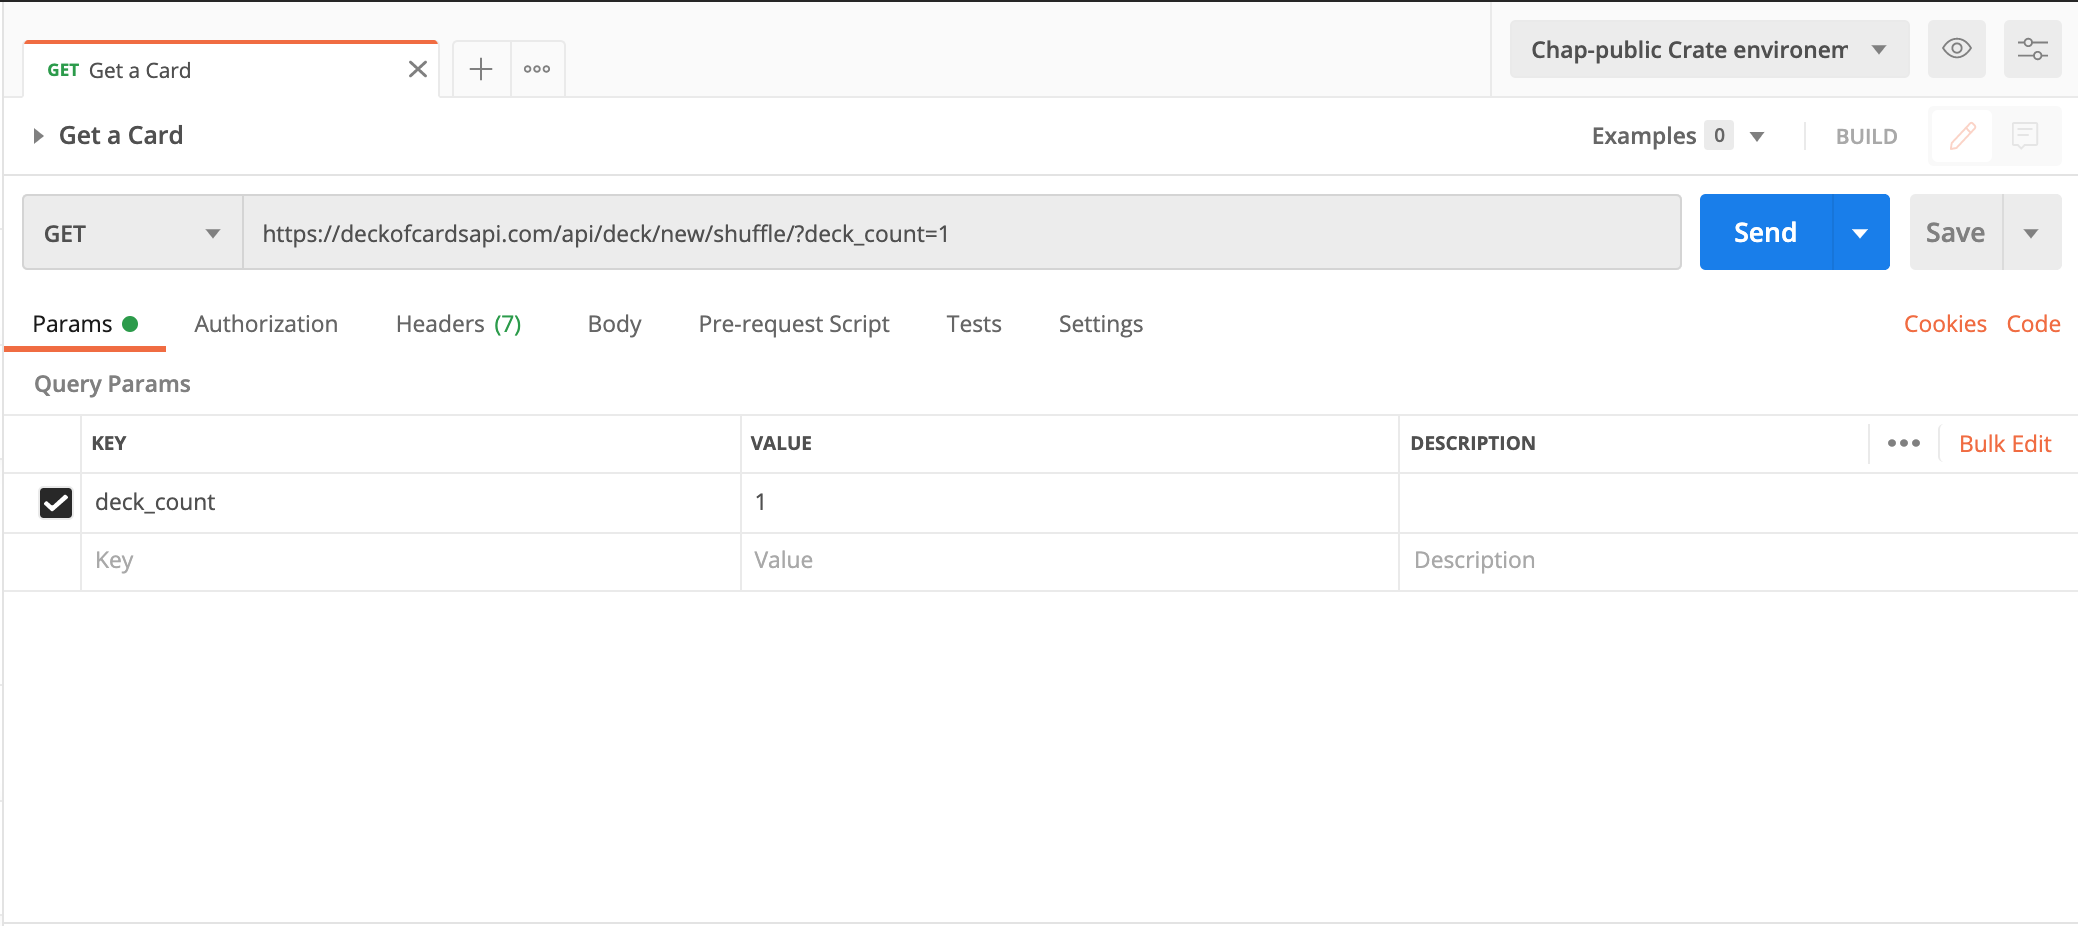 GET Get a Card
Chap-public Crate environem
Get a Card
Examples 0
BUILD
GET
https://deckofcardsapi.com/api/deck/new/shuffle/?deck_count=1
Send
Save
Params
Authorization
Headers (7)
Body
Pre-request Script
Tests
Settings
Cookies
Code
Query Params
KEY
VALUE
DESCRIPTION
Bulk Edit
deck_count
1
Key
Value
Description